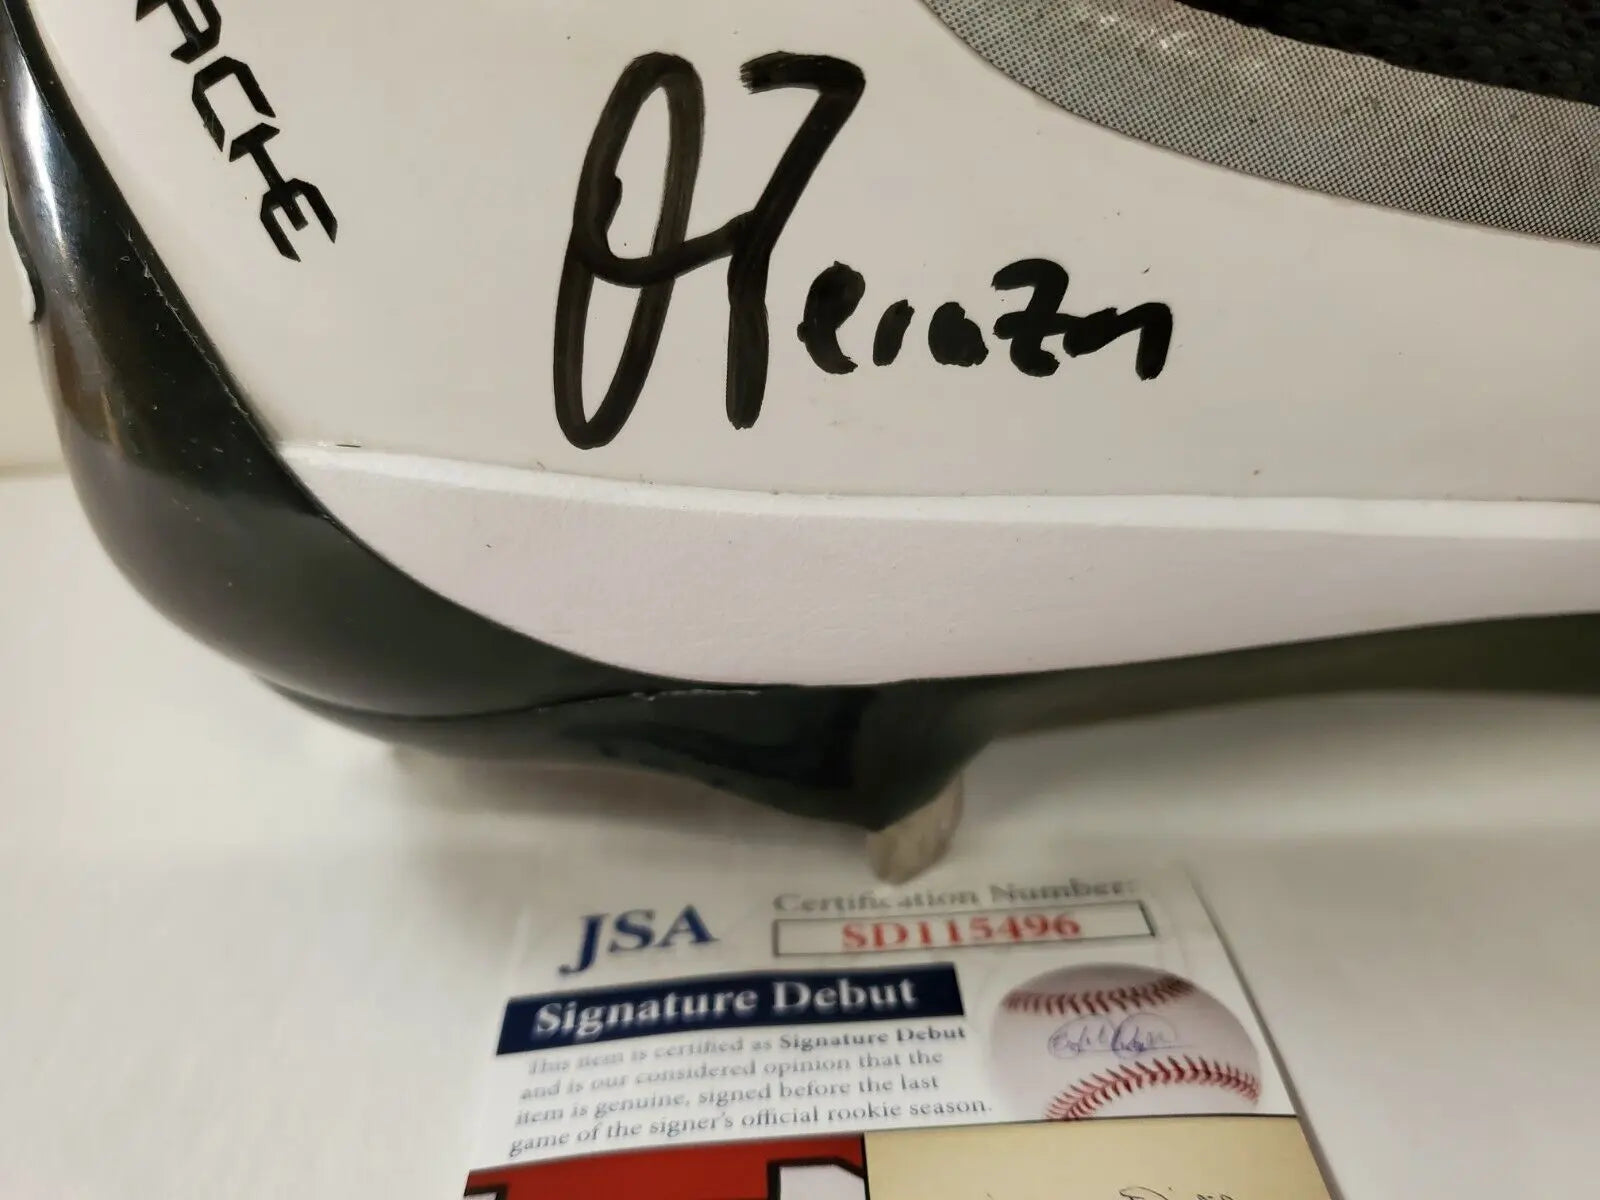 ACHE
O Peraza
JSA
Certification Number:
SD115496
Signature Debut
This item is certified as Signature Debut
and is our considered opinion that the
item is genuine, signed before the last
game of the signer's official rookie season.